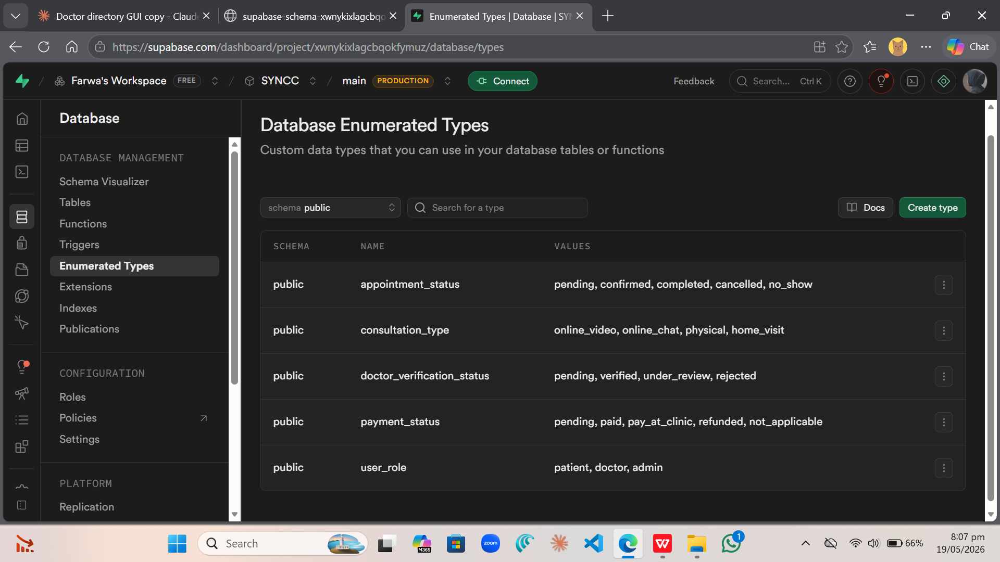 Doctor directory GUI copy - Claude
supabase-schema-xwnykixlagcbqo
Enumerated Types | Database | SYN
https://supabase.com/dashboard/project/xwnykixlagcbqokfymuz/database/types
Chat
Farwa's Workspace FREE / SYNCC / main PRODUCTION Connect
Feedback
Search... Ctrl K
Database
DATABASE MANAGEMENT
Schema Visualizer
Tables
Functions
Triggers
Enumerated Types
Extensions
Indexes
Publications
CONFIGURATION
Roles
Policies
Settings
PLATFORM
Replication
Database Enumerated Types
Custom data types that you can use in your database tables or functions
schema public
Search for a type
Docs
Create type
SCHEMA NAME VALUES
public appointment_status pending, confirmed, completed, cancelled, no_show
public consultation_type online_video, online_chat, physical, home_visit
public doctor_verification_status pending, verified, under_review, rejected
public payment_status pending, paid, pay_at_clinic, refunded, not_applicable
public user_role patient, doctor, admin
Search
M365
zoom
1
66%
8:07 pm
19/05/2026